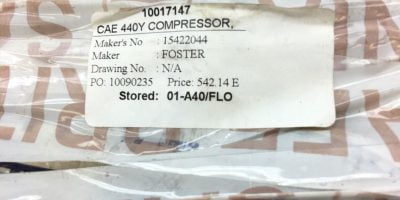 10017147
CAE 440Y COMPRESSOR,
Maker's No : 15422044
Maker : FOSTER
Drawing No. : N/A
PO: 10090235 Price: 542.14 E
Stored: 01-A40/FLO